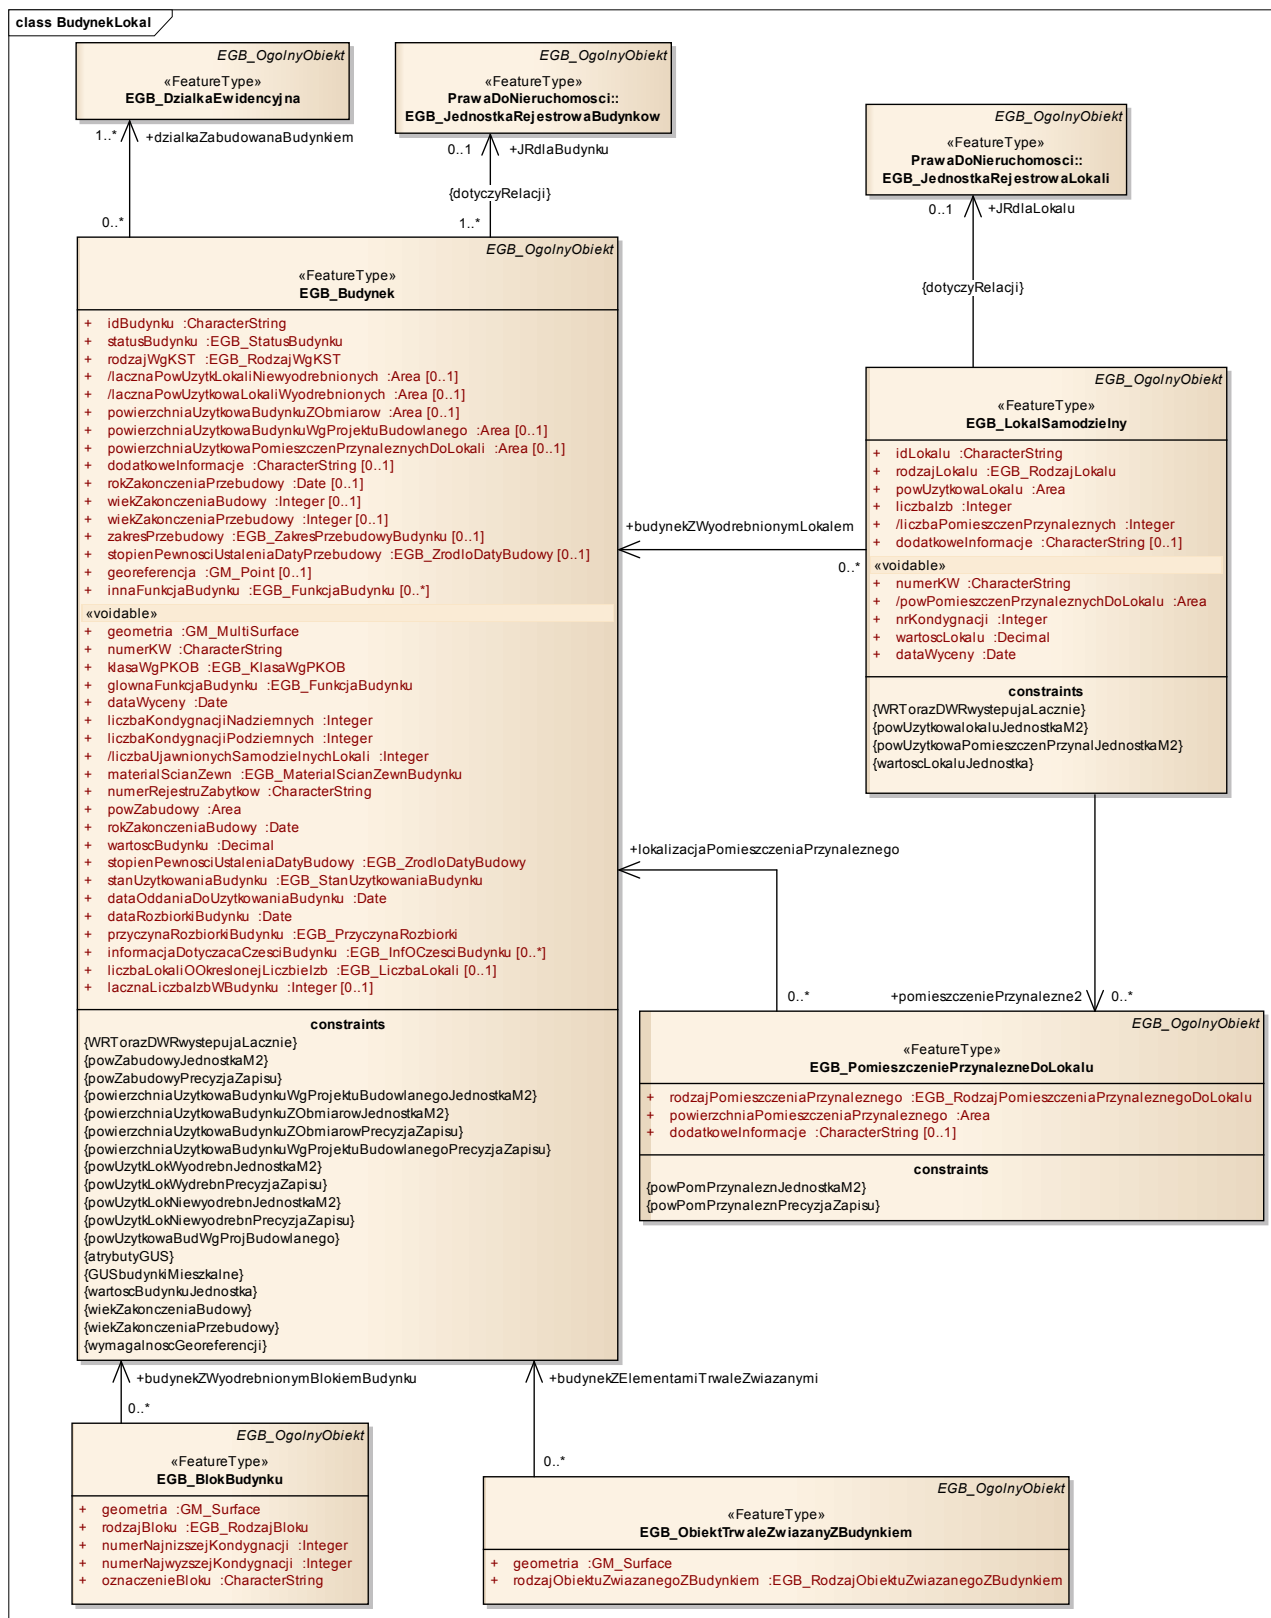 class BudynekLokal
EGB_OgolnyObiekt
«FeatureType»
EGB_DzialkaEwidencyjna
EGB_OgolnyObiekt
«FeatureType»
PrawaDoNieruchomosci::
EGB_JednostkaRejestrowaBudynkow
EGB_OgolnyObiekt
«FeatureType»
PrawaDoNieruchomosci::
EGB_JednostkaRejestrowaLokali
1..* +dzialkaZabudowanaBudynkiem
0..*
0..1 +JRdlaBudynku
{dotyczyRelacji}
1..*
0..1 +JRdlaLokalu
{dotyczyRelacji}
EGB_OgolnyObiekt
«FeatureType»
EGB_Budynek
+ idBudynku :CharacterString
+ statusBudynku :EGB_StatusBudynku
+ rodzajWgKST :EGB_RodzajWgKST
+ /lacznaPowUzytkLokaliNiewyodrebnionych :Area [0..1]
+ /lacznaPowUzytkowaLokaliWyodrebnionych :Area [0..1]
+ powierzchniaUzytkowaBudynkuZObmiarow :Area [0..1]
+ powierzchniaUzytkowaBudynkuWgProjektuBudowlanego :Area [0..1]
+ powierzchniaUzytkowaPomieszczenPrzynaleznychDoLokali :Area [0..1]
+ dodatkoweInformacje :CharacterString [0..1]
+ rokZakonczeniaPrzebudowy :Date [0..1]
+ wiekZakonczeniaBudowy :Integer [0..1]
+ wiekZakonczeniaPrzebudowy :Integer [0..1]
+ zakresPrzebudowy :EGB_ZakresPrzebudowyBudynku [0..1]
+ stopienPewnosciUstaleniaDatyPrzebudowy :EGB_ZrodloDatyBudowy [0..1]
+ georeferencja :GM_Point [0..1]
+ innaFunkcjaBudynku :EGB_FunkcjaBudynku [0..*]
«voidable»
+ geometria :GM_MultiSurface
+ numerKW :CharacterString
+ klasaWgPKOB :EGB_KlasaWgPKOB
+ glownaFunkcjaBudynku :EGB_FunkcjaBudynku
+ dataWyceny :Date
+ liczbaKondygnacjiNadziemnych :Integer
+ liczbaKondygnacjiPodziemnych :Integer
+ /liczbaUjawnionychSamodzielnychLokali :Integer
+ materialScianZewn :EGB_MaterialScianZewnBudynku
+ numerRejestruZabytkow :CharacterString
+ powZabudowy :Area
+ rokZakonczeniaBudowy :Date
+ wartoscBudynku :Decimal
+ stopienPewnosciUstaleniaDatyBudowy :EGB_ZrodloDatyBudowy
+ stanUzytkowaniaBudynku :EGB_StanUzytkowaniaBudynku
+ dataOddaniaDoUzytkowaniaBudynku :Date
+ dataRozbiorkiBudynku :Date
+ przyczynaRozbiorkiBudynku :EGB_PrzyczynaRozbiorki
+ informacjaDotyczacaCzesciBudynku :EGB_InfOCzesciBudynku [0..*]
+ liczbaLokaliOOkreslonejLiczbieIzb :EGB_LiczbaLokali [0..1]
+ lacznaLiczbaIzbWBudynku :Integer [0..1]
constraints
{WRTorazDWRwystepujaLacznie}
{powZabudowyJednostkaM2}
{powZabudowyPrecyzjaZapisu}
{powierzchniaUzytkowaBudynkuWgProjektuBudowlanegoJednostkaM2}
{powierzchniaUzytkowaBudynkuZObmiarowJednostkaM2}
{powierzchniaUzytkowaBudynkuZObmiarowPrecyzjaZapisu}
{powierzchniaUzytkowaBudynkuWgProjektuBudowlanegoPrecyzjaZapisu}
{powUzytkLokWyodrebnJednostkaM2}
{powUzytkLokWydrebnPrecyzjaZapisu}
{powUzytkLokNiewyodrebnJednostkaM2}
{powUzytkLokNiewyodrebnPrecyzjaZapisu}
{powUzytkowaBudWgProjBudowlanego}
{atrybutyGUS}
{GUSbudynkiMieszkalne}
{wartoscBudynkuJednostka}
{wiekZakonczeniaBudowy}
{wiekZakonczeniaPrzebudowy}
{wymagalnoscGeoreferencji}
+budynekZWyodrebnionymLokalem
0..*
EGB_OgolnyObiekt
«FeatureType»
EGB_LokalSamodzielny
+ idLokalu :CharacterString
+ rodzajLokalu :EGB_RodzajLokalu
+ powUzytkowaLokalu :Area
+ liczbaIzb :Integer
+ /liczbaPomieszczenPrzynaleznych :Integer
+ dodatkoweInformacje :CharacterString [0..1]
«voidable»
+ numerKW :CharacterString
+ /powPomieszczenPrzynaleznychDoLokalu :Area
+ nrKondygnacji :Integer
+ wartoscLokalu :Decimal
+ dataWyceny :Date
constraints
{WRTorazDWRwystepujaLacznie}
{powUzytkowalokaluJednostkaM2}
{powUzytkowaPomieszczenPrzynalJednostkaM2}
{wartoscLokaluJednostka}
+lokalizacjaPomieszczeniaPrzynaleznego
0..*
+pomieszczeniePrzynalezne2 0..*
EGB_OgolnyObiekt
«FeatureType»
EGB_PomieszczeniePrzynalezneDoLokalu
+ rodzajPomieszczeniaPrzynaleznego :EGB_RodzajPomieszczeniaPrzynaleznegoDoLokalu
+ powierzchniaPomieszczeniaPrzynaleznego :Area
+ dodatkoweInformacje :CharacterString [0..1]
constraints
{powPomPrzynaleznJednostkaM2}
{powPomPrzynaleznPrecyzjaZapisu}
+budynekZWyodrebnionymBlokiemBudynku
0..*
+budynekZElementamiTrwaleZwiazanymi
0..*
EGB_OgolnyObiekt
«FeatureType»
EGB_BlokBudynku
+ geometria :GM_Surface
+ rodzajBloku :EGB_RodzajBloku
+ numerNajnizszejKondygnacji :Integer
+ numerNajwyzszejKondygnacji :Integer
+ oznaczenieBloku :CharacterString
EGB_OgolnyObiekt
«FeatureType»
EGB_ObiektTrwaleZwiazanyZBudynkiem
+ geometria :GM_Surface
+ rodzajObiektuZwiazanegoZBudynkiem :EGB_RodzajObiektuZwiazanegoZBudynkiem